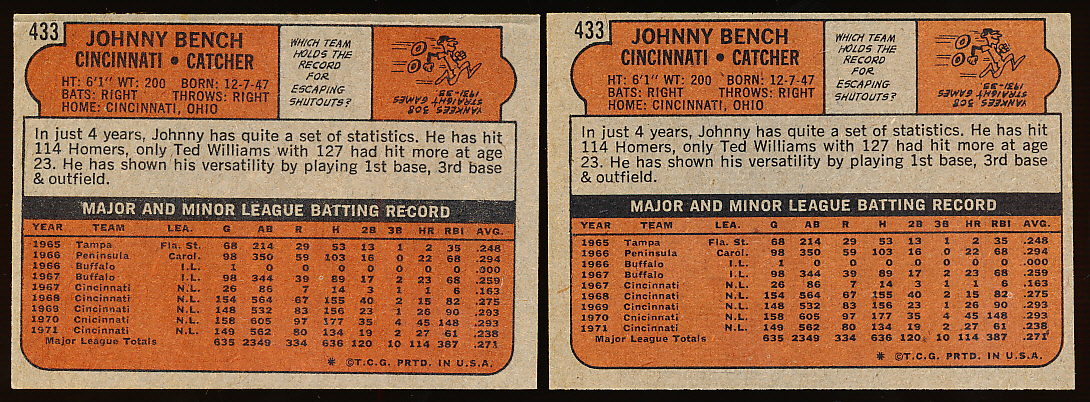 433
JOHNNY BENCH
CINCINNATI • CATCHER
HT: 6'1" WT: 200 BORN: 12-7-47
BATS: RIGHT THROWS: RIGHT
HOME: CINCINNATI, OHIO
WHICH TEAM
HOLDS THE
RECORD
FOR
ESCAPING
SHUTOUTS?
YANKEES. 308
STRAIGHT GAMES
1931-35.
In just 4 years, Johnny has quite a set of statistics. He has hit
114 Homers, only Ted Williams with 127 had hit more at age
23. He has shown his versatility by playing 1st base, 3rd base
& outfield.
MAJOR AND MINOR LEAGUE BATTING RECORD
YEAR TEAM LEA. G AB R H 2B 3B HR RBI AVG.
1965 Tampa Fla. St. 68 214 29 53 13 1 2 35 .248
1966 Peninsula Carol. 98 350 59 103 16 0 22 68 .294
1966 Buffalo I.L. 1 0 0 0 0 0 0 0 .000
1967 Buffalo I.L. 98 344 39 89 17 2 23 68 .259
1967 Cincinnati N.L. 26 86 7 14 3 1 1 6 .163
1968 Cincinnati N.L. 154 564 67 155 40 2 15 82 .275
1969 Cincinnati N.L. 148 532 83 156 23 1 26 90 .293
1970 Cincinnati N.L. 158 605 97 177 35 4 45 148 .293
1971 Cincinnati N.L. 149 562 80 134 19 2 27 61 .238
Major League Totals 635 2349 334 636 120 10 114 387 .271
* ©T.C.G. PRTD. IN U.S.A.
433
JOHNNY BENCH
CINCINNATI • CATCHER
HT: 6'1" WT: 200 BORN: 12-7-47
BATS: RIGHT THROWS: RIGHT
HOME: CINCINNATI, OHIO
WHICH TEAM
HOLDS THE
RECORD
FOR
ESCAPING
SHUTOUTS?
YANKEES. 308
STRAIGHT GAMES
1931-35.
In just 4 years, Johnny has quite a set of statistics. He has hit
114 Homers, only Ted Williams with 127 had hit more at age
23. He has shown his versatility by playing 1st base, 3rd base
& outfield.
MAJOR AND MINOR LEAGUE BATTING RECORD
YEAR TEAM LEA. G AB R H 2B 3B HR RBI AVG.
1965 Tampa Fla. St. 68 214 29 53 13 1 2 35 .248
1966 Peninsula Carol. 98 350 59 103 16 0 22 68 .294
1966 Buffalo I.L. 1 0 0 0 0 0 0 0 .000
1967 Buffalo I.L. 98 344 39 89 17 2 23 68 .259
1967 Cincinnati N.L. 26 86 7 14 3 1 1 6 .163
1968 Cincinnati N.L. 154 564 67 155 40 2 15 82 .275
1969 Cincinnati N.L. 148 532 83 156 23 1 26 90 .293
1970 Cincinnati N.L. 158 605 97 177 35 4 45 148 .293
1971 Cincinnati N.L. 149 562 80 134 19 2 27 61 .238
Major League Totals 635 2349 334 636 120 10 114 387 .271
* ©T.C.G. PRTD. IN U.S.A.